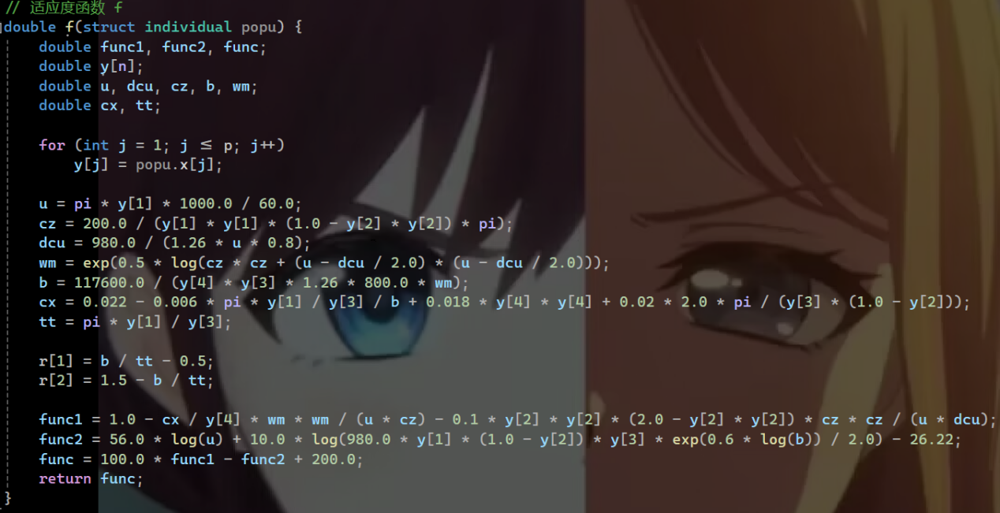 // 适应度函数 f
double f(struct individual popu) {
    double func1, func2, func;
    double y[n];
    double u, dcu, cz, b, wm;
    double cx, tt;
    for (int j = 1; j <= p; j++)
        y[j] = popu.x[j];
    u = pi * y[1] * 1000.0 / 60.0;
    cz = 200.0 / (y[1] * y[1] * (1.0 - y[2] * y[2]) * pi);
    dcu = 980.0 / (1.26 * u * 0.8);
    wm = exp(0.5 * log(cz * cz + (u - dcu / 2.0) * (u - dcu / 2.0)));
    b = 117600.0 / (y[4] * y[3] * 1.26 * 800.0 * wm);
    cx = 0.022 - 0.006 * pi * y[1] / y[3] / b + 0.018 * y[4] * y[4] + 0.02 * 2.0 * pi / (y[3] * (1.0 - y[2]));
    tt = pi * y[1] / y[3];
    r[1] = b / tt - 0.5;
    r[2] = 1.5 - b / tt;
    func1 = 1.0 - cx / y[4] * wm * wm / (u * cz) - 0.1 * y[2] * y[2] * (2.0 - y[2] * y[2]) * cz * cz / (u * dcu);
    func2 = 56.0 * log(u) + 10.0 * log(980.0 * y[1] * (1.0 - y[2]) * y[3] * exp(0.6 * log(b)) / 2.0) - 26.22;
    func = 100.0 * func1 - func2 + 200.0;
    return func;
}